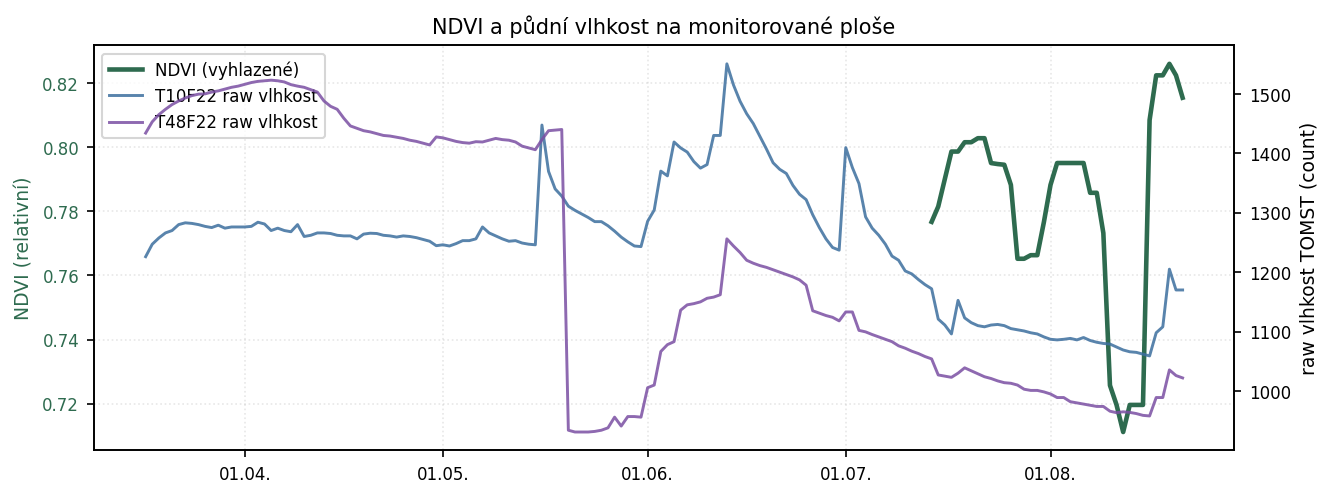 NDVI a půdní vlhkost na monitorované ploše
NDVI (vyhlazené)
T10F22 raw vlhkost
T48F22 raw vlhkost
NDVI (relativní)
0.82
0.80
0.78
0.76
0.74
0.72
1500
1400
1300
1200
1100
1000
raw vlhkost TOMST (count)
01.04.
01.05.
01.06.
01.07.
01.08.